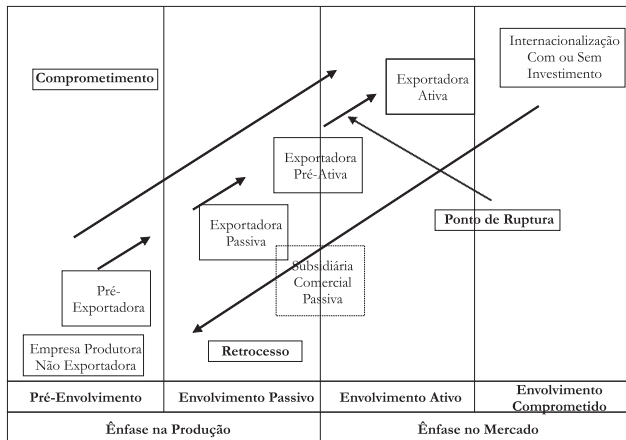 Comprometimento
Internacionalização
Com ou Sem
Investimento
Exportadora
Ativa
Exportadora
Pré-Ativa
Ponto de Ruptura
Exportadora
Passiva
Subsidiária
Comercial
Passiva
Pré-
Exportadora
Empresa Produtora
Não Exportadora
Retrocesso
Pré-Envolvimento
Envolvimento Passivo
Envolvimento Ativo
Envolvimento
Comprometido
Ênfase na Produção
Ênfase no Mercado